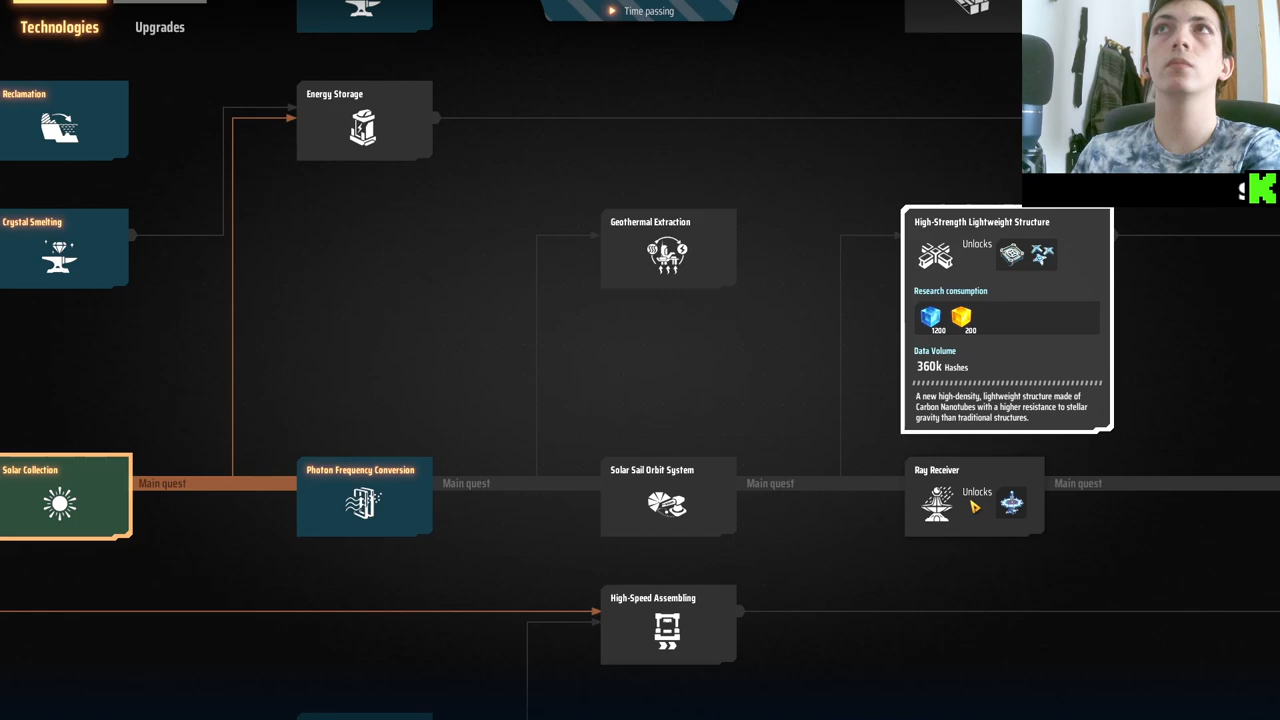 Technologies
Upgrades
Time passing
Reclamation
Energy Storage
Crystal Smelting
Geothermal Extraction
High-Strength Lightweight Structure
Unlocks
Research consumption
1200
200
Data Volume
360k Hashes
A new high-density, lightweight structure made of
Carbon Nanotubes with a higher resistance to stellar
gravity than traditional structures.
Solar Collection
Main quest
Photon Frequency Conversion
Main quest
Solar Sail Orbit System
Main quest
Ray Receiver
Unlocks
Main quest
High-Speed Assembling
K